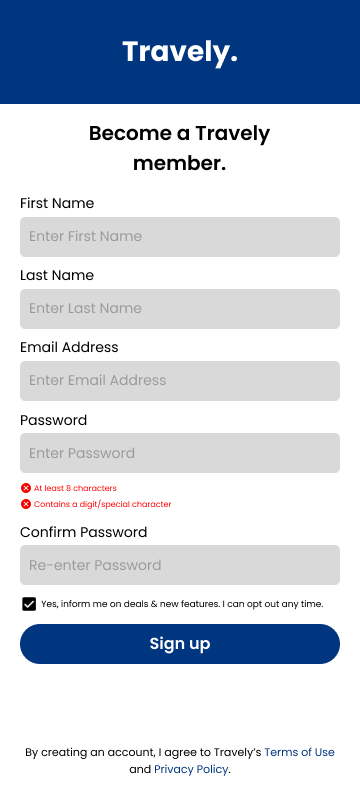 Travely.
Become a Travely
member.
First Name
Enter First Name
Last Name
Enter Last Name
Email Address
Enter Email Address
Password
Enter Password
At least 8 characters
Contains a digit/special character
Confirm Password
Re-enter Password
Yes, inform me on deals & new features. I can opt out any time.
Sign up
By creating an account, I agree to Travely’s Terms of Use
and Privacy Policy.